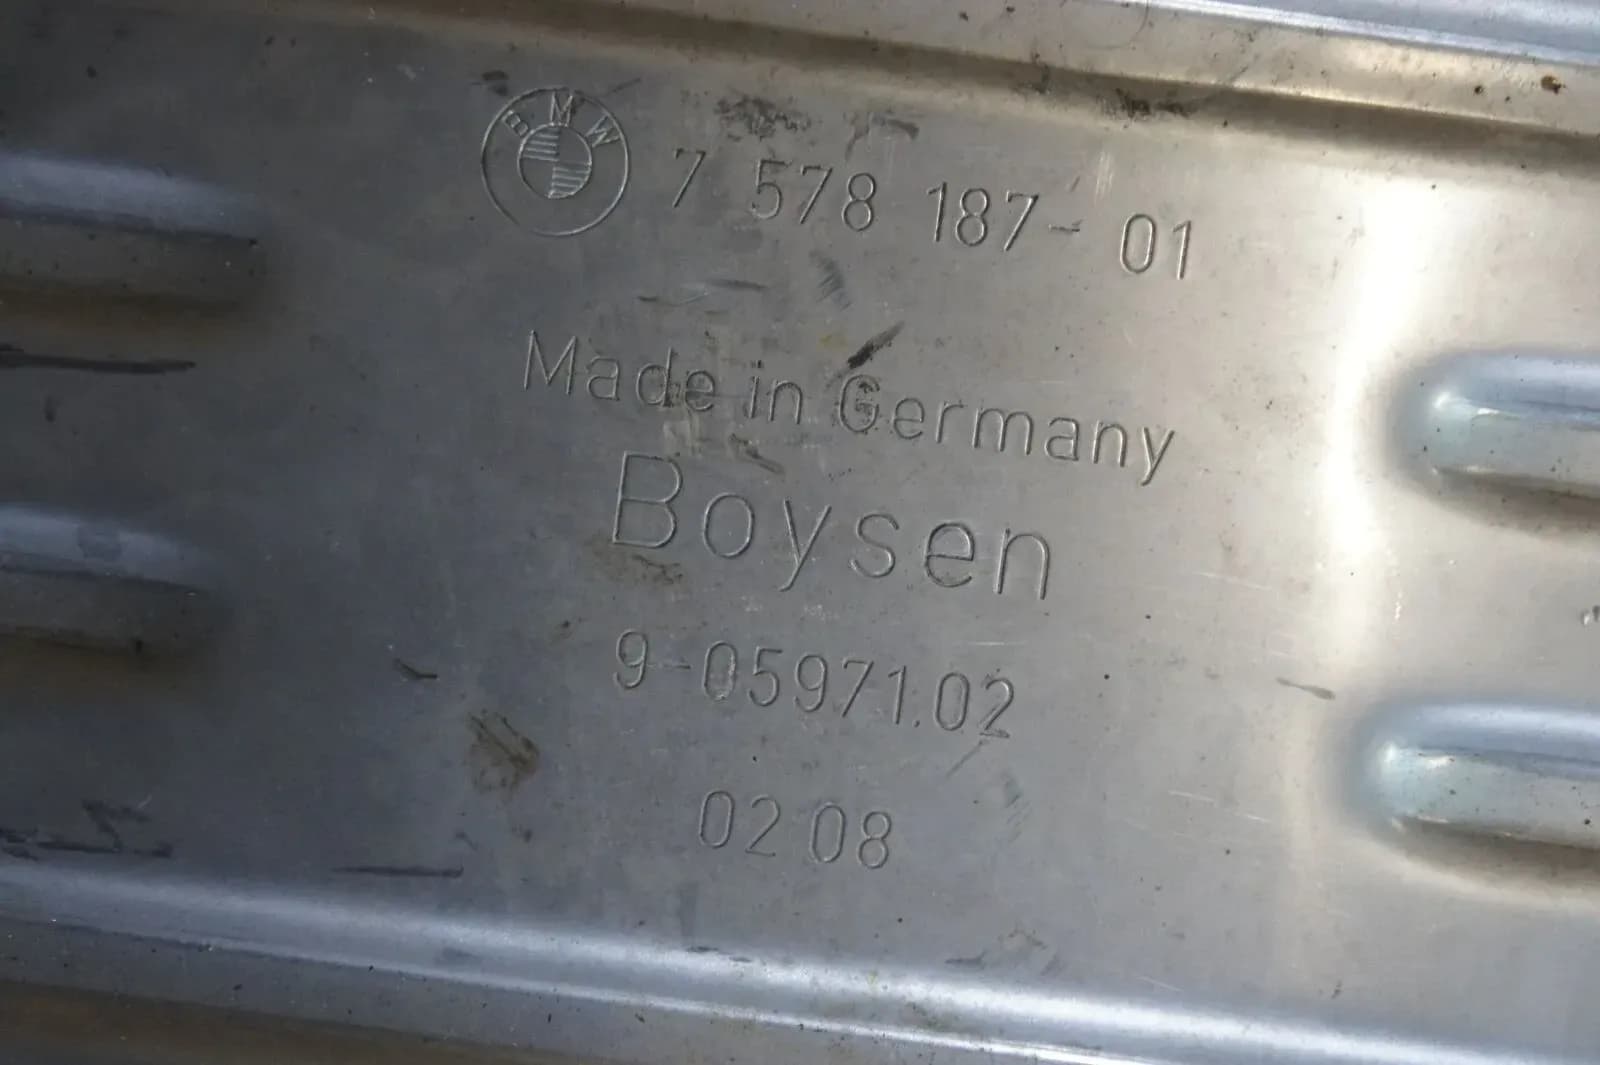 BMW 7 578 187-01
Made in Germany
Boysen
9-05971.02
02 08